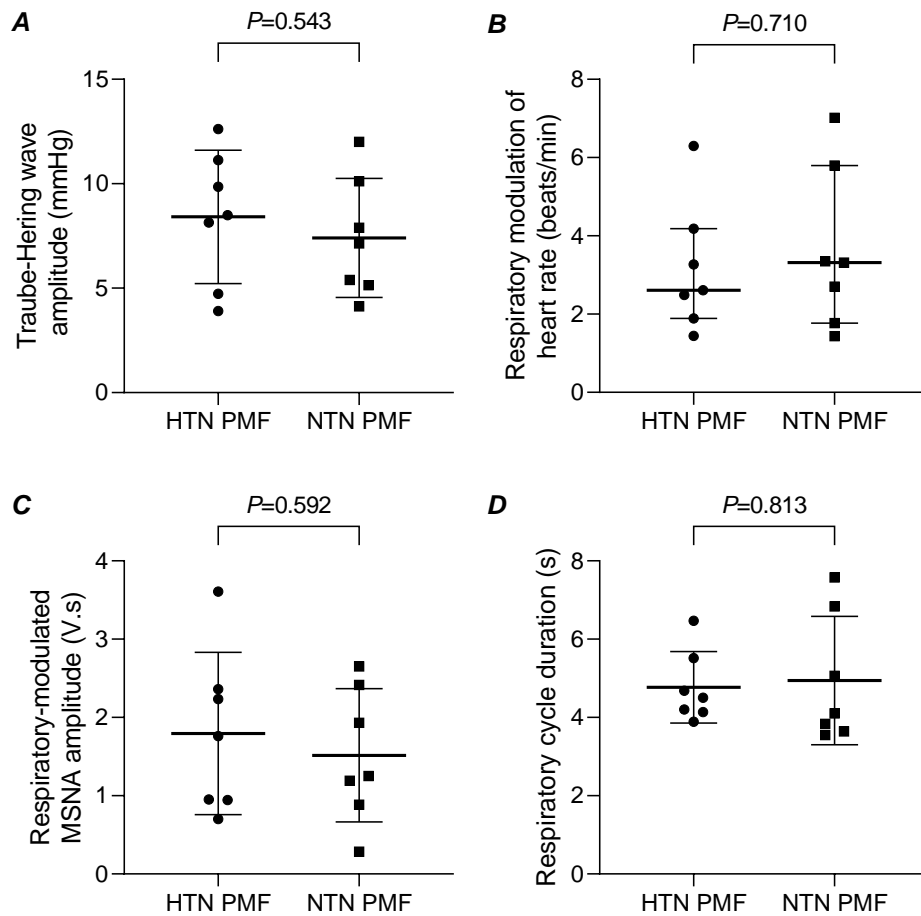 A
P=0.543
Traube-Hering wave
amplitude (mmHg)
15
10
5
0
HTN PMF
NTN PMF
B
P=0.710
Respiratory modulation of
heart rate (beats/min)
8
6
4
2
0
HTN PMF
NTN PMF
C
P=0.592
Respiratory-modulated
MSNA amplitude (V.s)
4
3
2
1
0
HTN PMF
NTN PMF
D
P=0.813
Respiratory cycle duration (s)
8
6
4
2
0
HTN PMF
NTN PMF